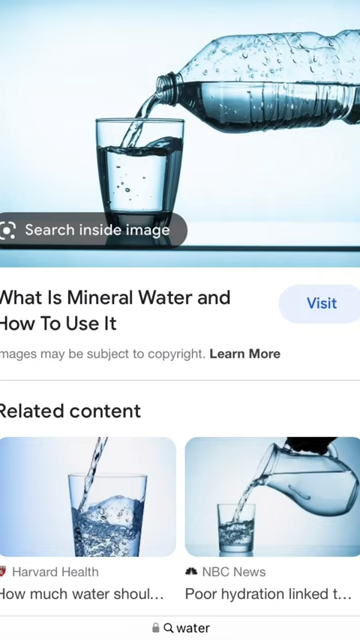 Search inside image
What Is Mineral Water and
How To Use It
Visit
Images may be subject to copyright. Learn More
Related content
Harvard Health
How much water shoul...
NBC News
Poor hydration linked t...
water